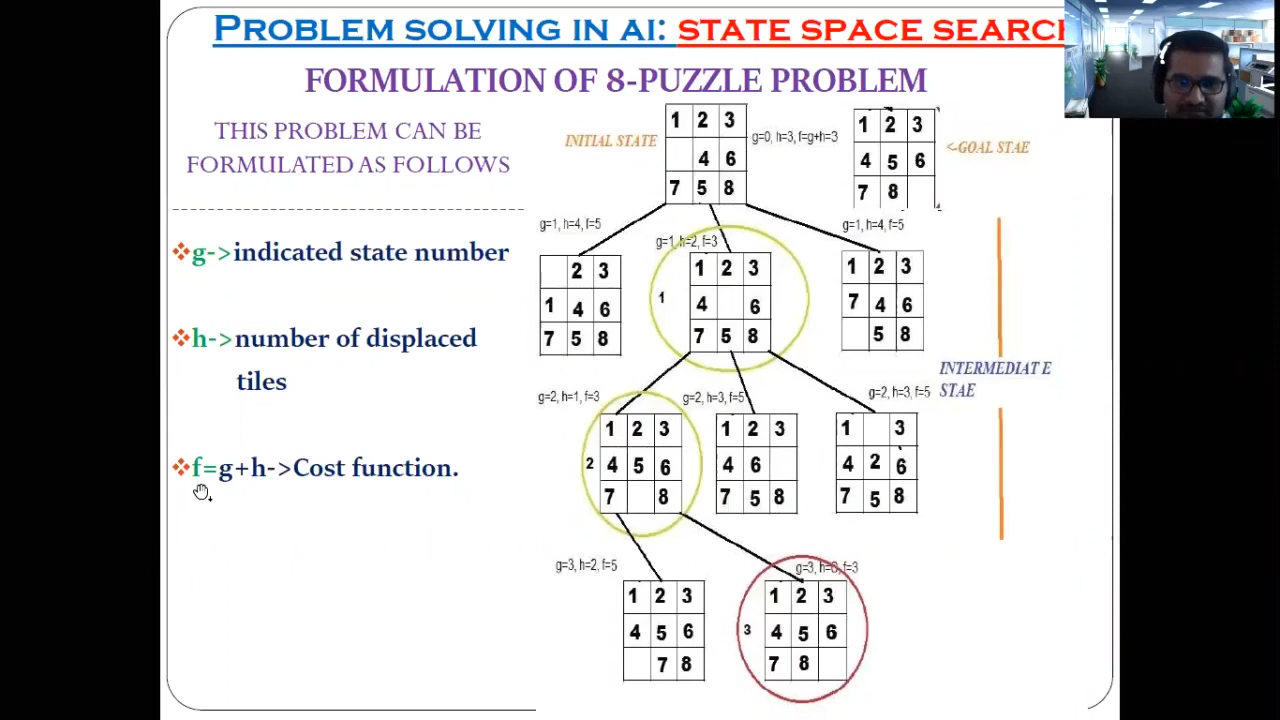 PROBLEM SOLVING IN AI: STATE SPACE SEARCH
FORMULATION OF 8-PUZZLE PROBLEM
THIS PROBLEM CAN BE
FORMULATED AS FOLLOWS
g->indicated state number
h->number of displaced
tiles
f=g+h->Cost function.
INITIAL STATE
1 2 3
4 6
7 5 8
g=0, h=3, f=g+h=3
1 2 3
4 5 6
7 8
<-GOAL STAE
g=1, h=4, f=5
2 3
1 4 6
7 5 8
g=1, h=2, f=3
1
1 2 3
4 6
7 5 8
g=1, h=4, f=5
1 2 3
7 4 6
5 8
INTERMEDIAT E
STAE
g=2, h=1, f=3
2
1 2 3
4 5 6
7 8
g=2, h=3, f=5
1 2 3
4 6
7 5 8
g=2, h=3, f=5
1 3
4 2 6
7 5 8
g=3, h=2, f=5
1 2 3
4 5 6
7 8
g=3, h=0, f=3
3
1 2 3
4 5 6
7 8